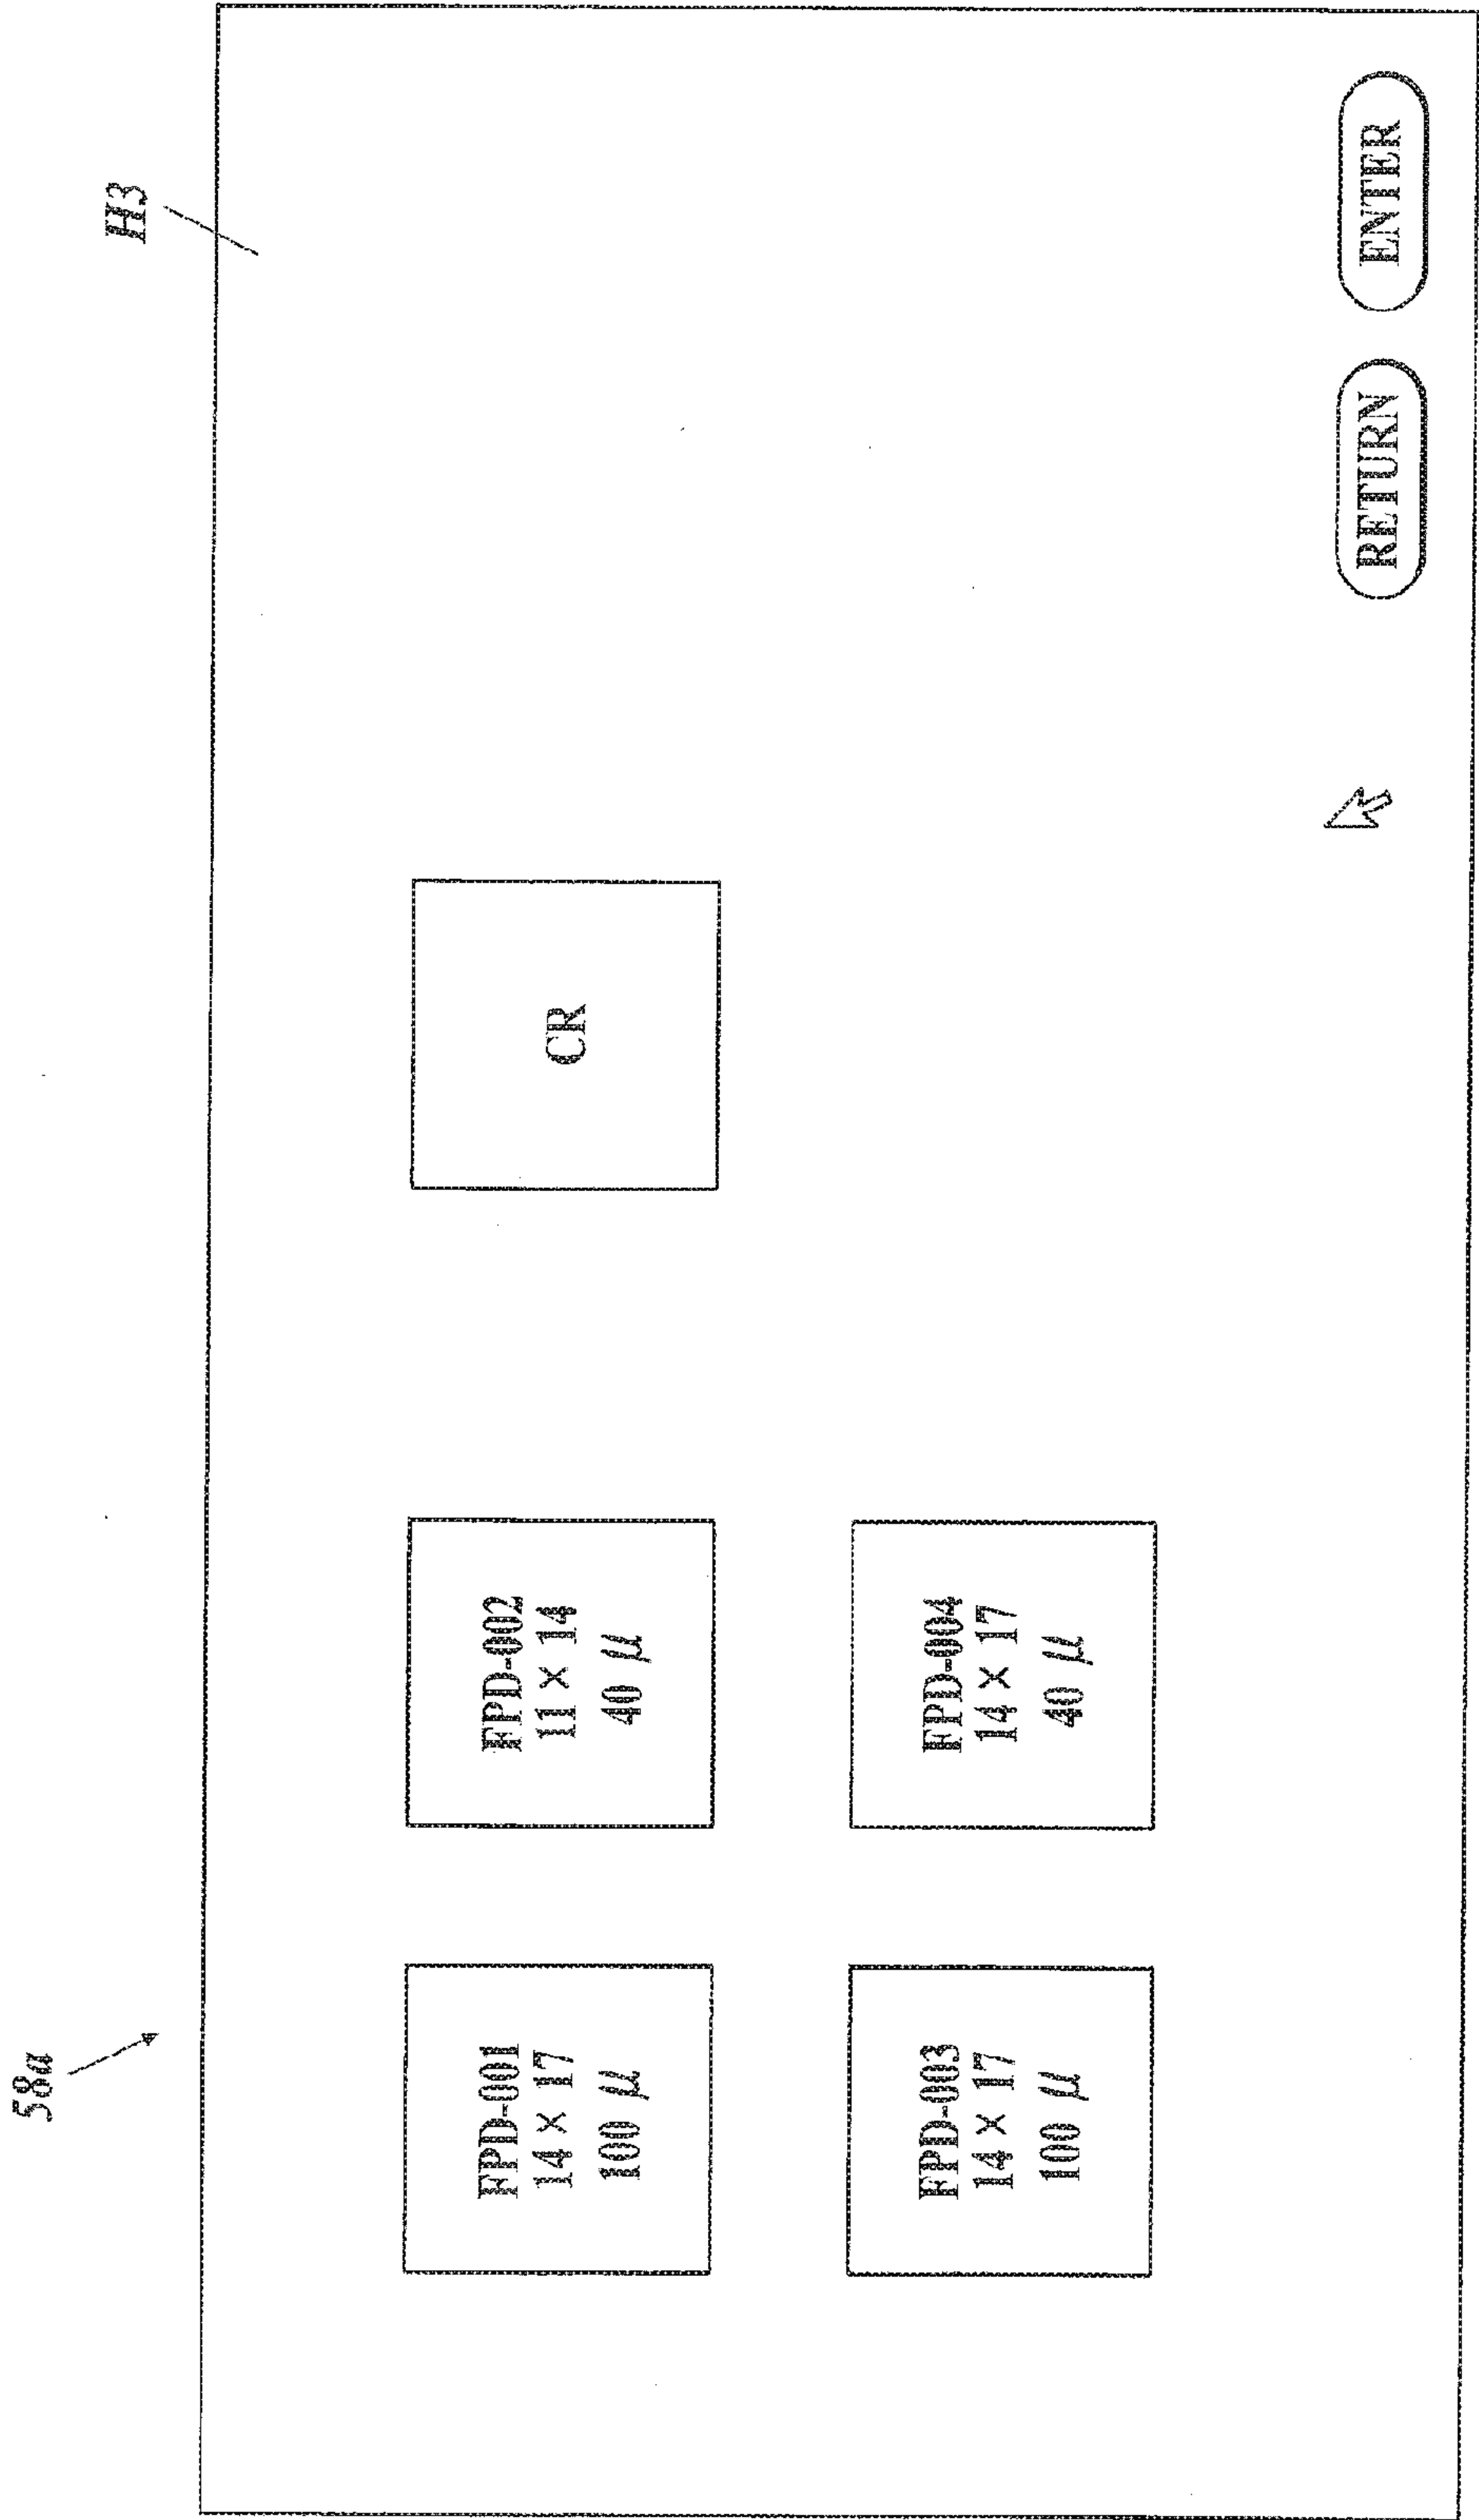 58a
H3
FPD-001
14 × 17
100 μ
FPD-002
11 × 14
40 μ
CR
FPD-003
14 × 17
100 μ
FPD-004
14 × 17
40 μ
RETURN
ENTER